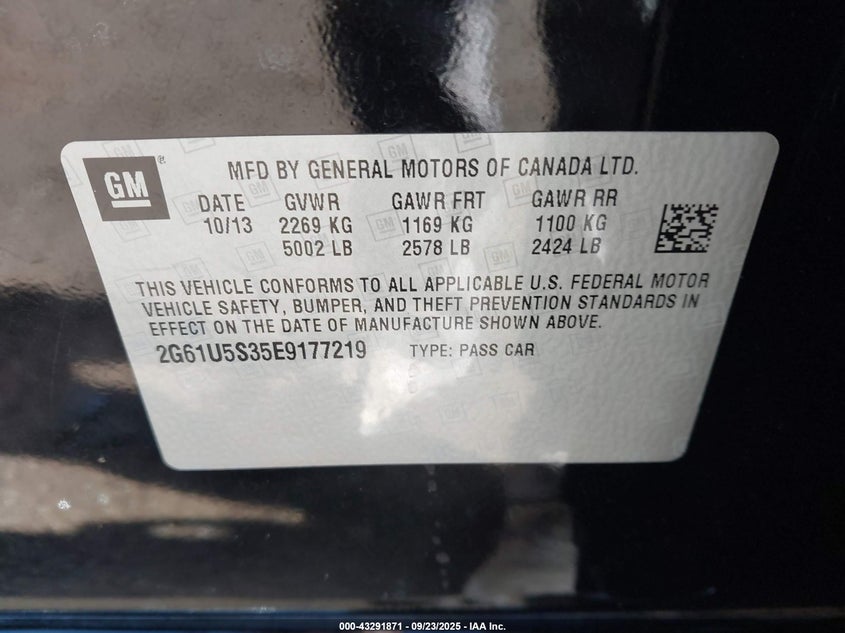 GM
MFD BY GENERAL MOTORS OF CANADA LTD.
DATE GVWR GAWR FRT GAWR RR
10/13 2269 KG 1169 KG 1100 KG
5002 LB 2578 LB 2424 LB
THIS VEHICLE CONFORMS TO ALL APPLICABLE U.S. FEDERAL MOTOR
VEHICLE SAFETY, BUMPER, AND THEFT PREVENTION STANDARDS IN
EFFECT ON THE DATE OF MANUFACTURE SHOWN ABOVE.
2G61U5S35E9177219 TYPE: PASS CAR
000-43291871 - 09/23/2025 - IAA Inc.